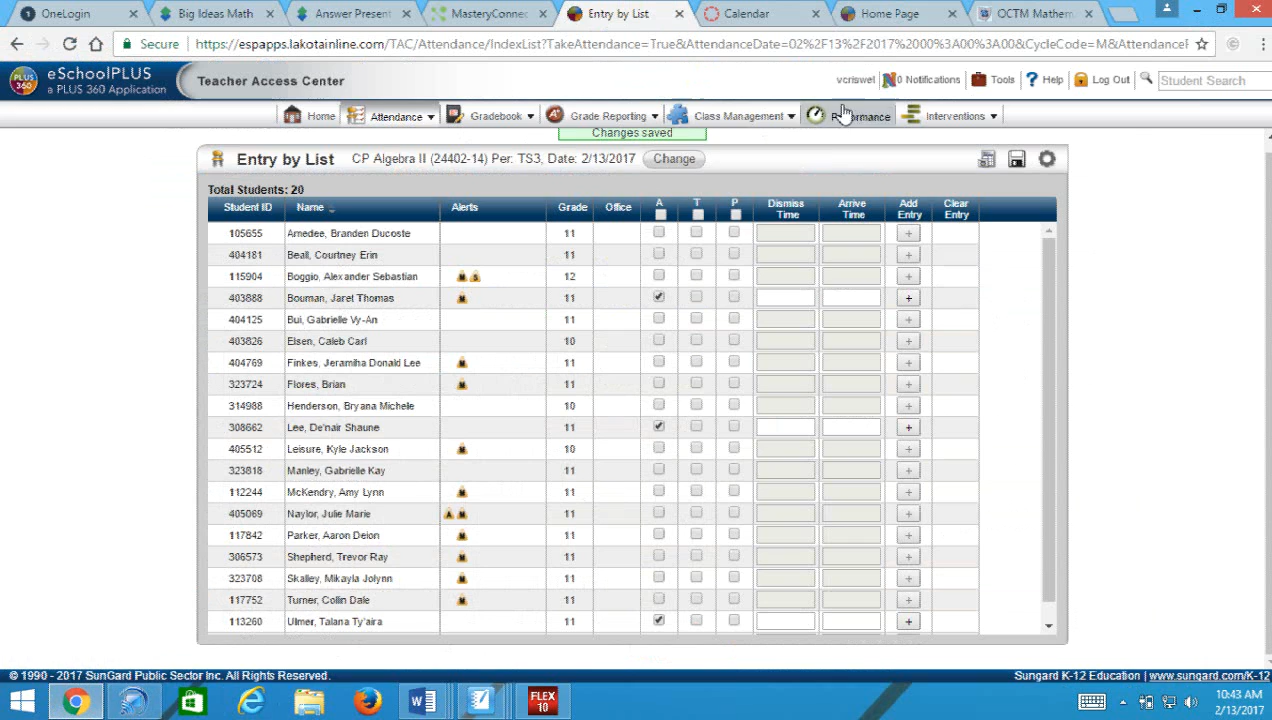 OneLogin
Big Ideas Math
Answer Present
MasteryConnec
Entry by List
Calendar
Home Page
OCTM Mathem
Secure
https://espapps.lakotainline.com/TAC/Attendance/IndexList?TakeAttendance=True&AttendanceDate=02%2F13%2F2017%2000%3A00%3A00&CycleCode=M&AttendanceP
eSchoolPLUS
a PLUS 360 Application
PLUS 360
Teacher Access Center
vcriswel
0 Notifications
Tools
Help
Log Out
Student Search
Home
Attendance
Gradebook
Grade Reporting
Class Management
Performance
Interventions
Changes saved
Entry by List
CP Algebra II (24402-14) Per: TS3, Date: 2/13/2017
Change
Total Students: 20
Student ID Name Alerts Grade Office A T P Dismiss Time Arrive Time Add Entry Clear Entry
105655 Amedee, Branden Ducoste 11 +
404181 Beall, Courtney Erin 11 +
115904 Boggio, Alexander Sebastian M S 12 +
403888 Bouman, Jaret Thomas M 11 +
404125 Bui, Gabrielle Vy-An 11 +
403826 Elsen, Caleb Carl 10 +
404769 Finkes, Jeramiha Donald Lee M 11 +
323724 Flores, Brian M 11 +
314988 Henderson, Bryana Michele 10 +
308662 Lee, De'nair Shaune 11 +
405512 Leisure, Kyle Jackson M 10 +
323818 Manley, Gabrielle Kay 11 +
112244 McKendry, Amy Lynn M 11 +
405069 Naylor, Julie Marie A M 11 +
117842 Parker, Aaron Deion M 11 +
306573 Shepherd, Trevor Ray M 11 +
323708 Skalley, Mikayla Jolynn M 11 +
117752 Turner, Collin Dale M 11 +
113260 Ulmer, Talana Ty'aira 11 +
© 1990 - 2017 SunGard Public Sector Inc. All Rights Reserved.
Sungard K-12 Education | www.sungard.com/K-12
FLEX 10
10:43 AM
2/13/2017